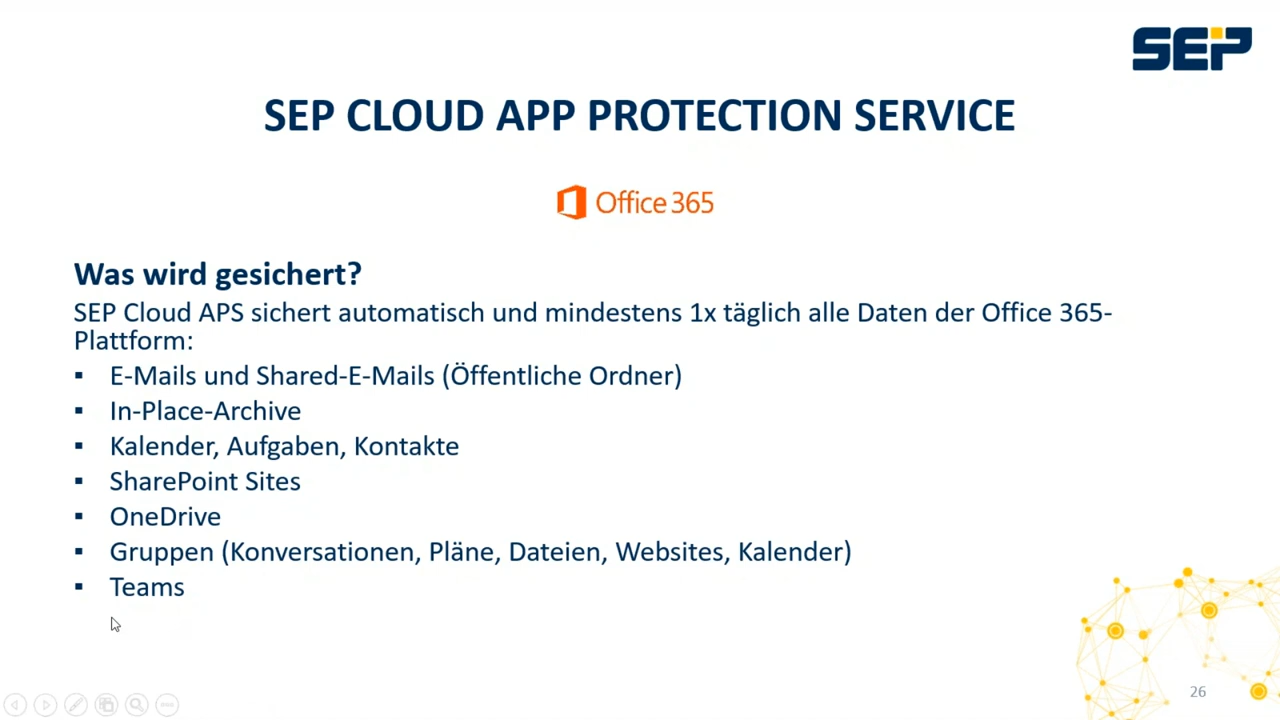 SEP
SEP CLOUD APP PROTECTION SERVICE
Office 365
Was wird gesichert?
SEP Cloud APS sichert automatisch und mindestens 1x täglich alle Daten der Office 365-
Plattform:
▪ E-Mails und Shared-E-Mails (Öffentliche Ordner)
▪ In-Place-Archive
▪ Kalender, Aufgaben, Kontakte
▪ SharePoint Sites
▪ OneDrive
▪ Gruppen (Konversationen, Pläne, Dateien, Websites, Kalender)
▪ Teams
26